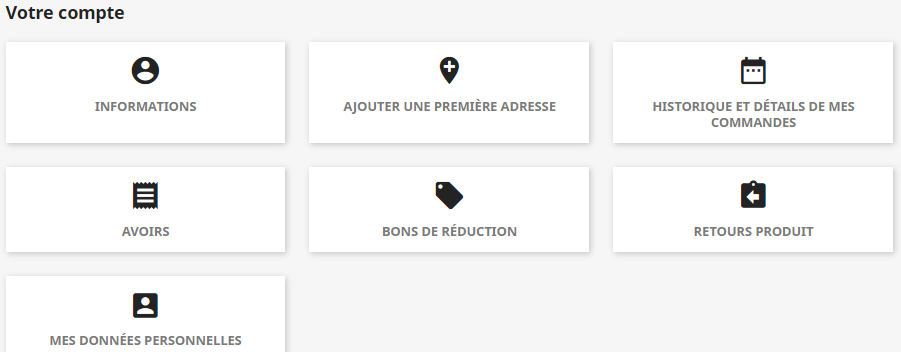 Votre compte
INFORMATIONS
AJOUTER UNE PREMIÈRE ADRESSE
HISTORIQUE ET DÉTAILS DE MES
COMMANDES
AVOIRS
BONS DE RÉDUCTION
RETOURS PRODUIT
MES DONNÉES PERSONNELLES